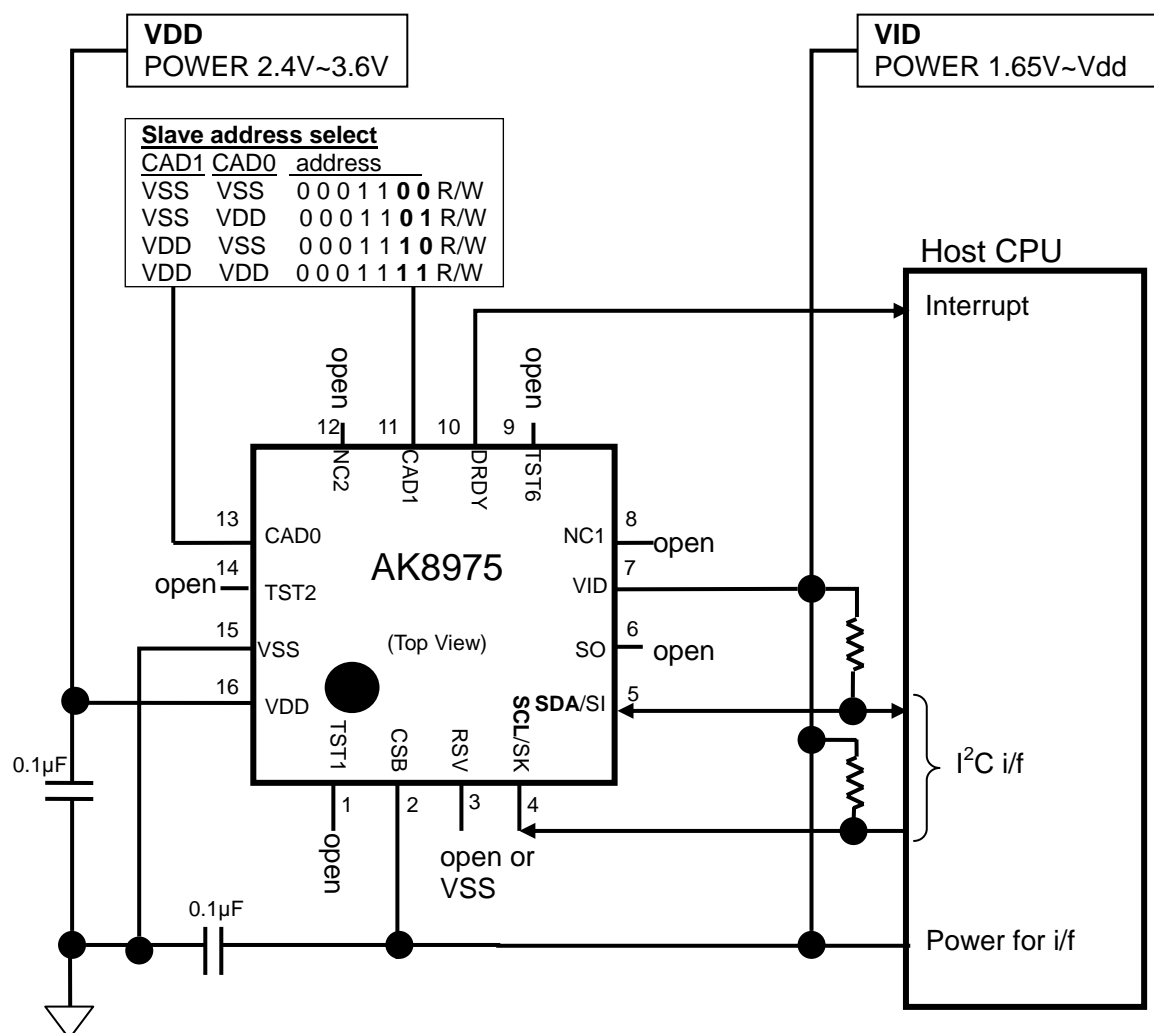 VDD
POWER 2.4V~3.6V
VID
POWER 1.65V~Vdd
Slave address select
CAD1 CAD0 address
VSS VSS 0 0 0 1 1 0 0 R/W
VSS VDD 0 0 0 1 1 0 1 R/W
VDD VSS 0 0 0 1 1 1 0 R/W
VDD VDD 0 0 0 1 1 1 1 R/W
Host CPU
Interrupt
open
open
12
11
10
9
NC2
CAD1
DRDY
TST6
13
CAD0
8
NC1
open
AK8975
open
14
TST2
7
VID
15
VSS
(Top View)
6
SO
open
16
VDD
5
SDA/SI
TST1
CSB
RSV
SCL/SK
0.1µF
I²C i/f
1
2
3
4
open
open or
VSS
0.1µF
Power for i/f